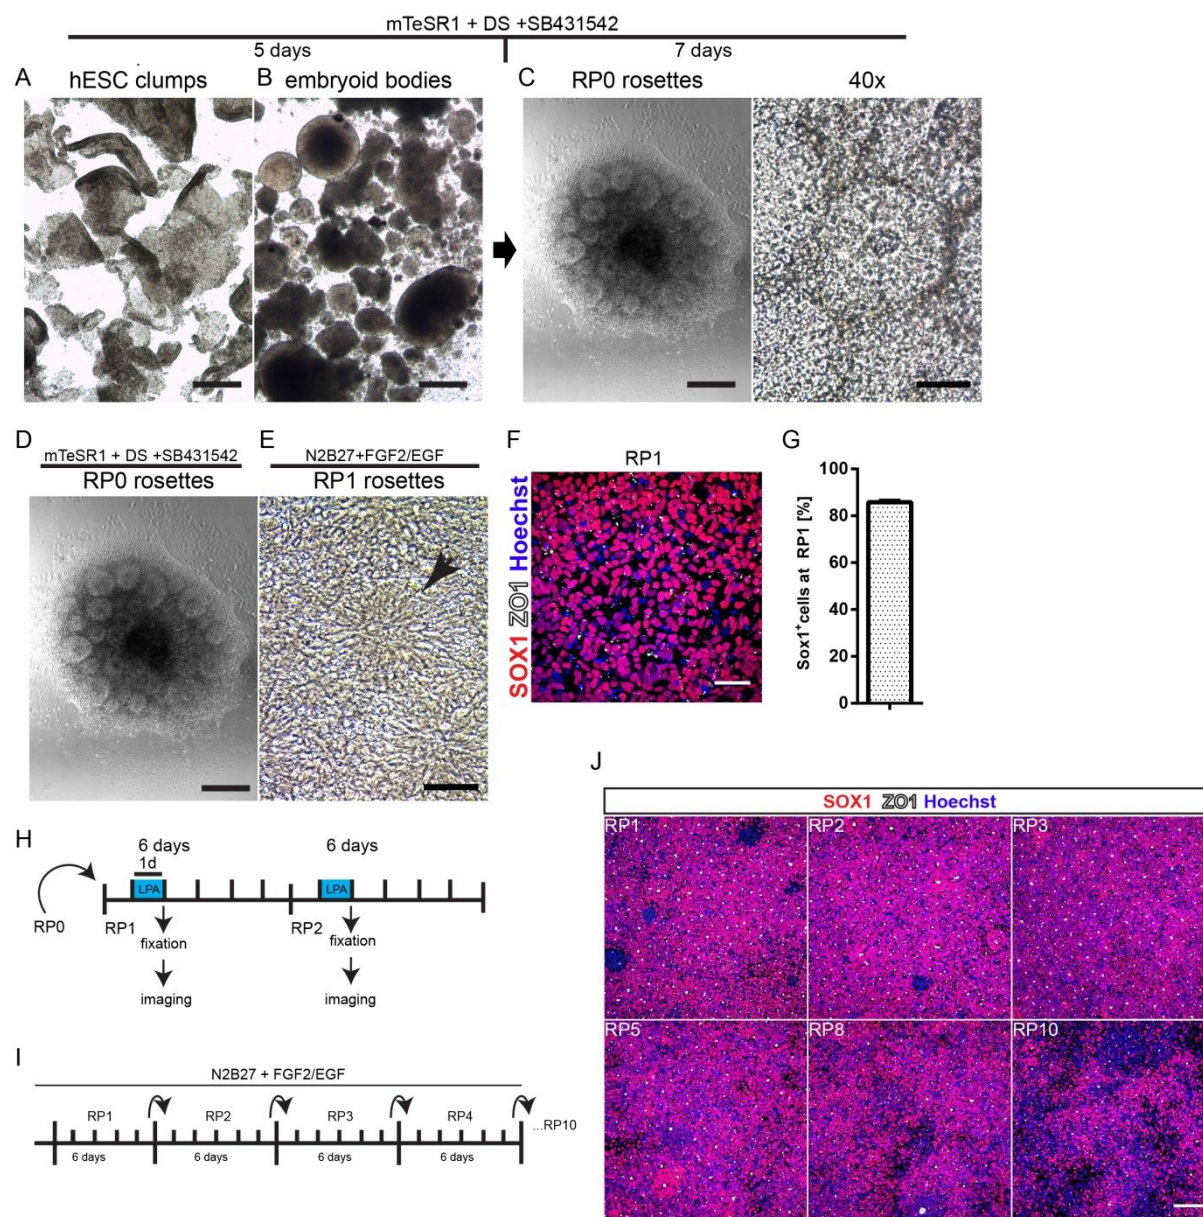 mTeSR1 + DS +SB431542
5 days 7 days
A hESC clumps B embryoid bodies C RP0 rosettes 40x
D mTeSR1 + DS +SB431542 E N2B27+FGF2/EGF
RP0 rosettes RP1 rosettes
F RP1
SOX1 ZO1 Hoechst
G
Sox1+cells at RP1 [%]
100
80
60
40
20
0
H
6 days 6 days
1d
LPA LPA
RP0 RP1 RP2
fixation fixation
imaging imaging
I
N2B27 + FGF2/EGF
RP1 RP2 RP3 RP4
...RP10
6 days 6 days 6 days 6 days
J
SOX1 ZO1 Hoechst
RP1 RP2 RP3
RP5 RP8 RP10